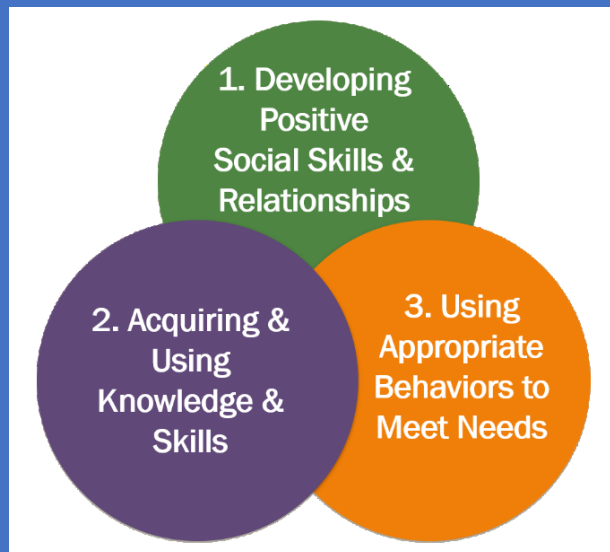 1. Developing
Positive
Social Skills &
Relationships
2. Acquiring &
Using
Knowledge &
Skills
3. Using
Appropriate
Behaviors to
Meet Needs